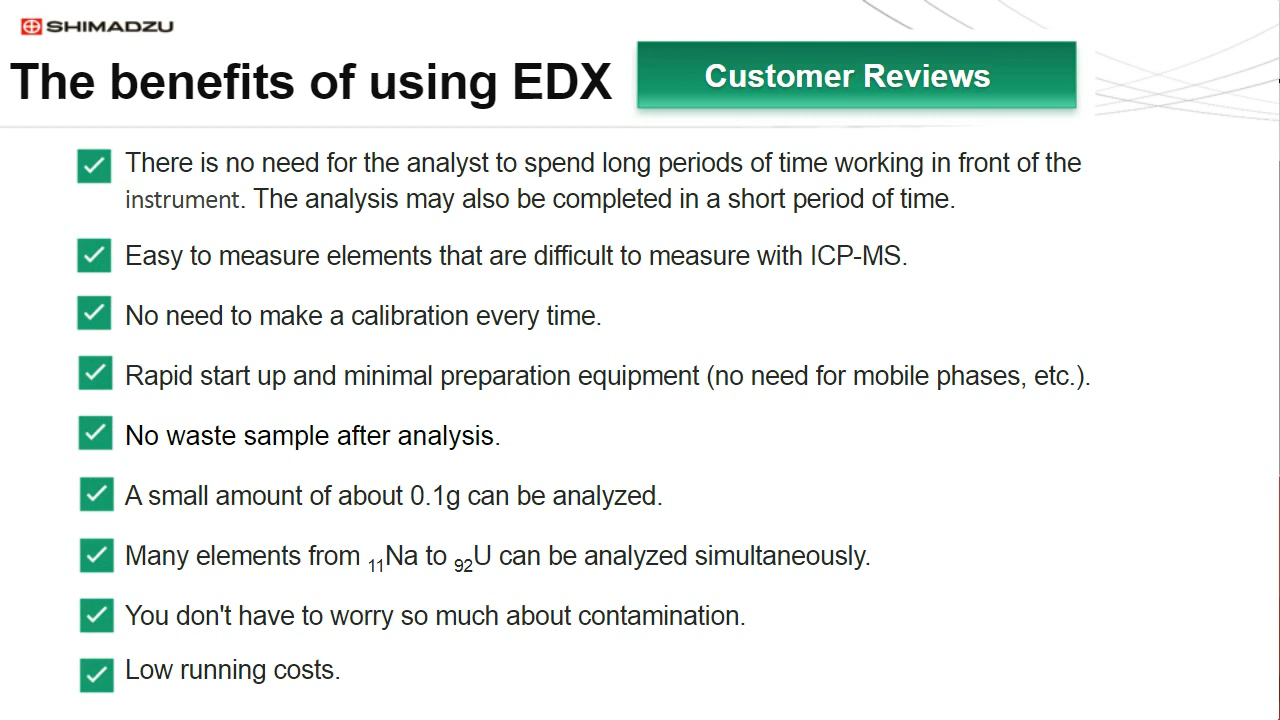 SHIMADZU
The benefits of using EDX
Customer Reviews
There is no need for the analyst to spend long periods of time working in front of the
instrument. The analysis may also be completed in a short period of time.
Easy to measure elements that are difficult to measure with ICP-MS.
No need to make a calibration every time.
Rapid start up and minimal preparation equipment (no need for mobile phases, etc.).
No waste sample after analysis.
A small amount of about 0.1g can be analyzed.
Many elements from ₁₁Na to ₉₂U can be analyzed simultaneously.
You don't have to worry so much about contamination.
Low running costs.